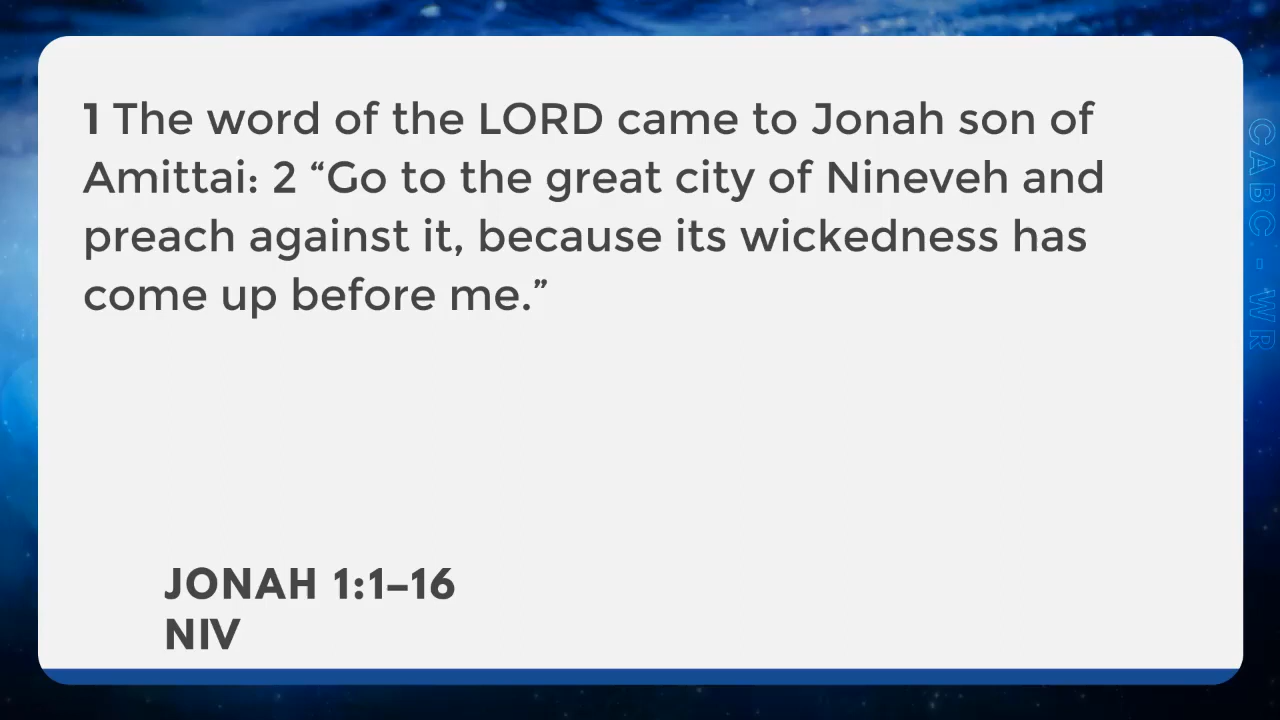 1 The word of the LORD came to Jonah son of
Amittai: 2 “Go to the great city of Nineveh and
preach against it, because its wickedness has
come up before me.”
JONAH 1:1–16
NIV
CABC - WR